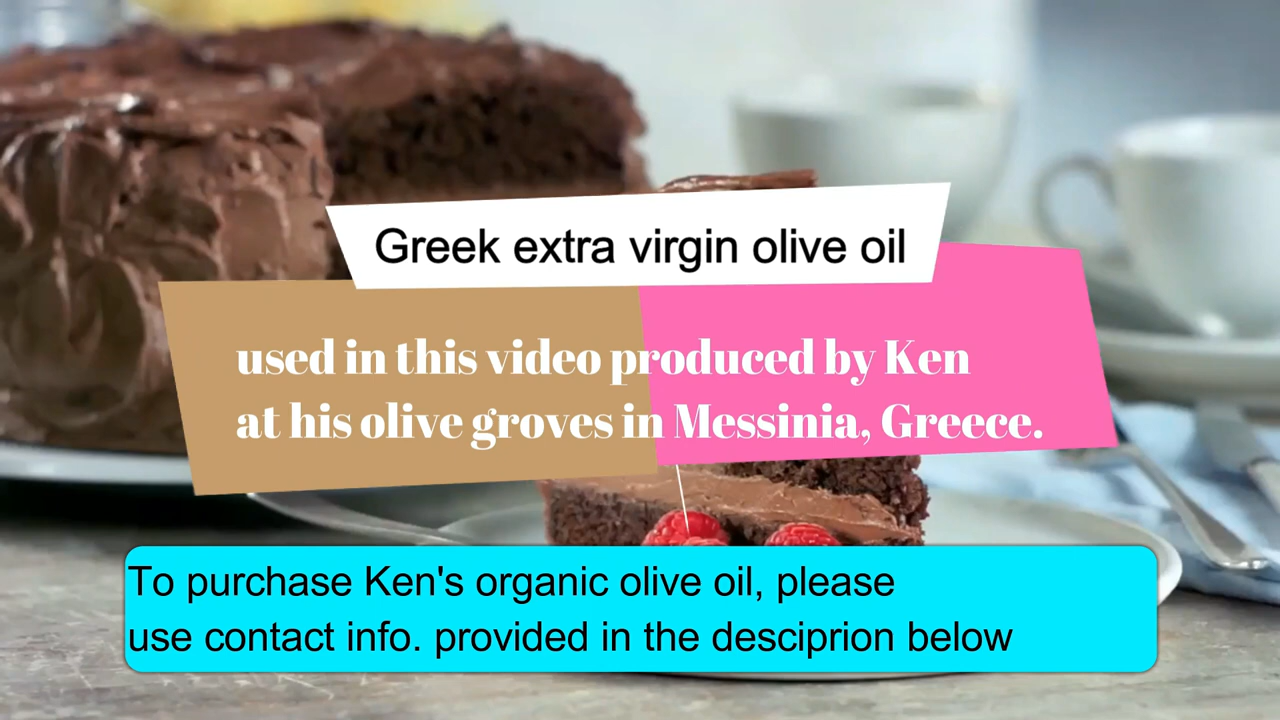 Greek extra virgin olive oil
used in this video produced by Ken
at his olive groves in Messinia, Greece.
To purchase Ken's organic olive oil, please
use contact info. provided in the desciprion below